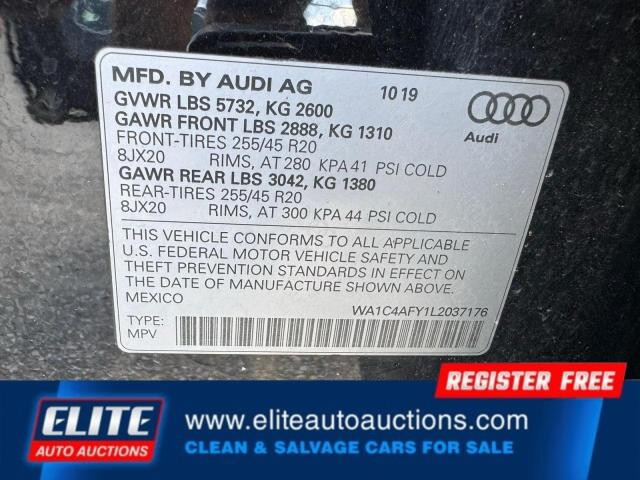 MFD. BY AUDI AG 10 19
GVWR LBS 5732, KG 2600
GAWR FRONT LBS 2888, KG 1310
FRONT-TIRES 255/45 R20
8JX20 RIMS, AT 280 KPA 41 PSI COLD
GAWR REAR LBS 3042, KG 1380
REAR-TIRES 255/45 R20
8JX20 RIMS, AT 300 KPA 44 PSI COLD
Audi
THIS VEHICLE CONFORMS TO ALL APPLICABLE
U.S. FEDERAL MOTOR VEHICLE SAFETY AND
THEFT PREVENTION STANDARDS IN EFFECT ON
THE DATE OF MANUFACTURE SHOWN ABOVE.
MEXICO
WA1C4AFY1L2037176
TYPE:
MPV
REGISTER FREE
ELITE
AUTO AUCTIONS
www.eliteautoauctions.com
CLEAN & SALVAGE CARS FOR SALE